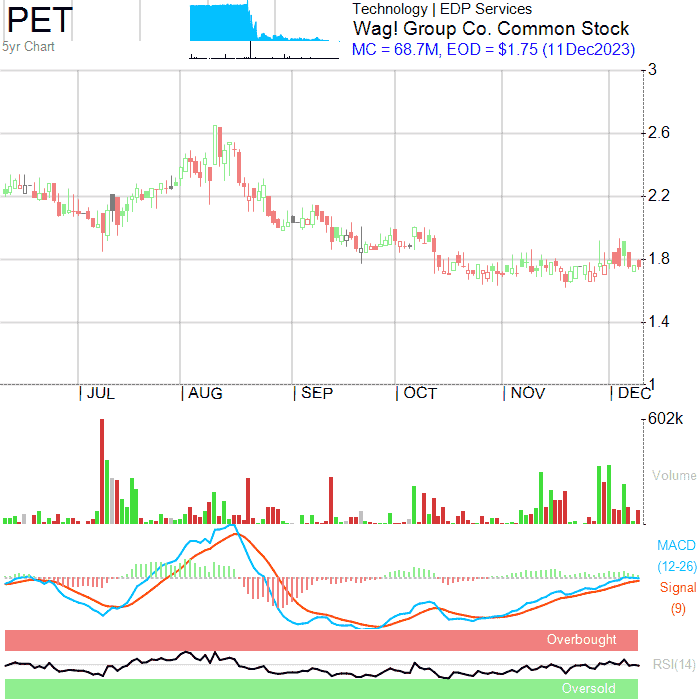 PET
5yr Chart
Technology | EDP Services
Wag! Group Co. Common Stock
MC = 68.7M, EOD = $1.75 (11Dec2023)
3
2.6
2.2
1.8
1.4
1
JUL AUG SEP OCT NOV DEC
602k
Volume
MACD
(12-26)
Signal
(9)
Overbought
RSI(14)
Oversold